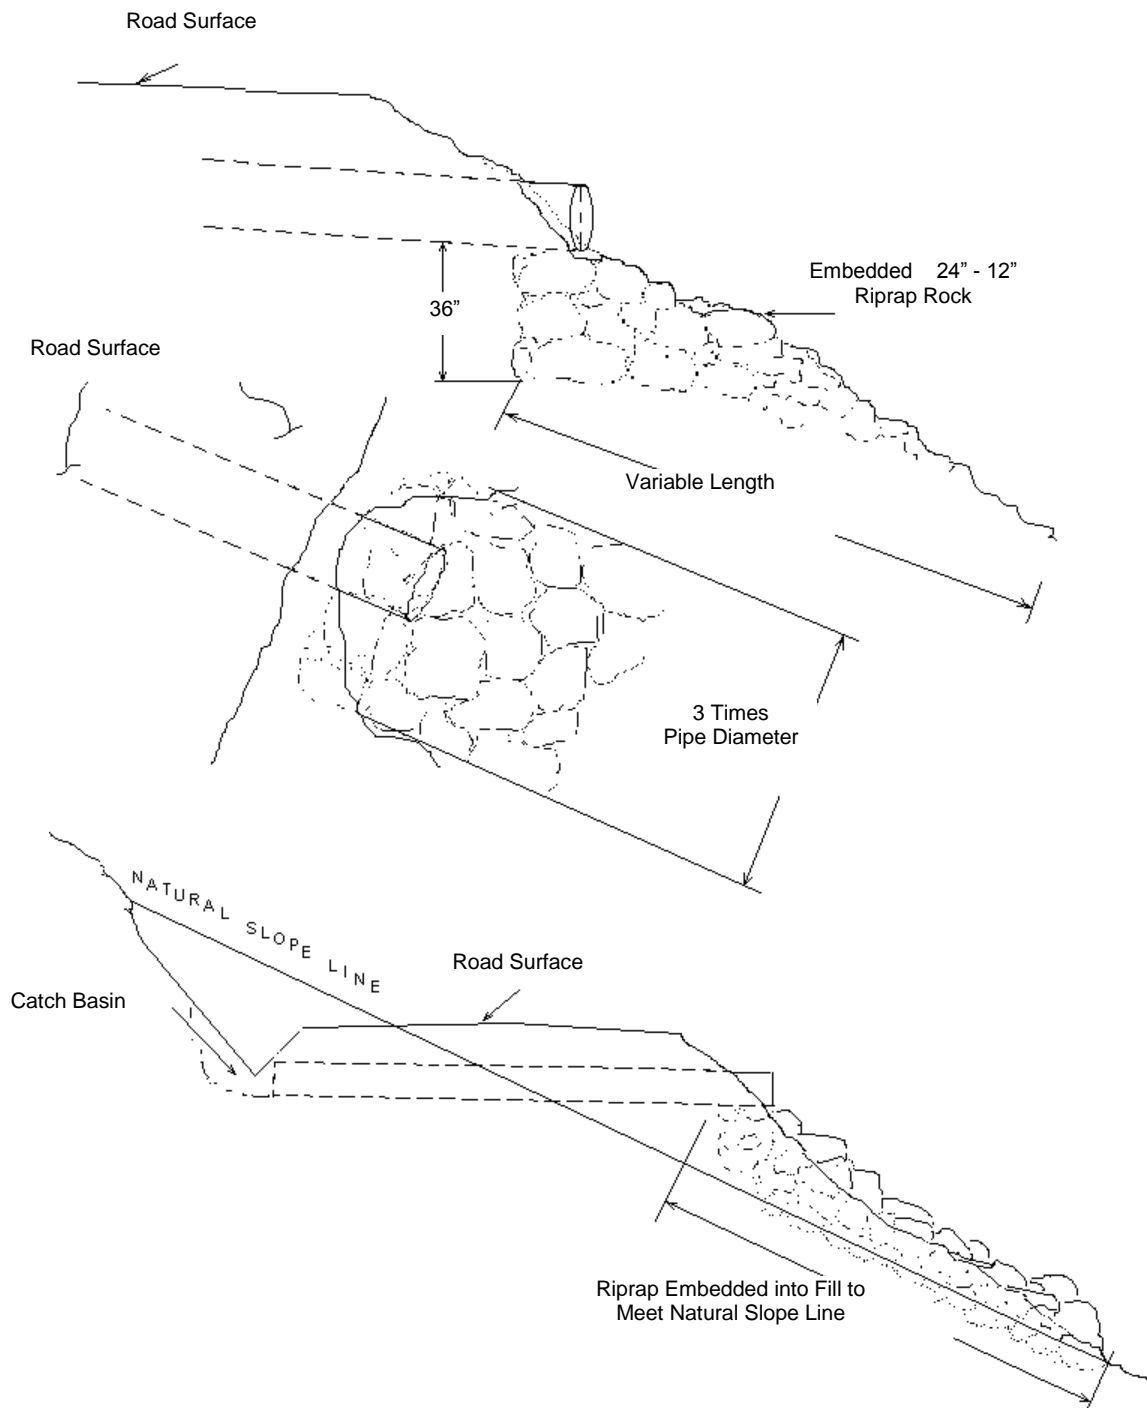 Road Surface
Embedded 24” - 12”
Riprap Rock
36”
Road Surface
Variable Length
3 Times
Pipe Diameter
NATURAL SLOPE LINE
Road Surface
Catch Basin
Riprap Embedded into Fill to
Meet Natural Slope Line